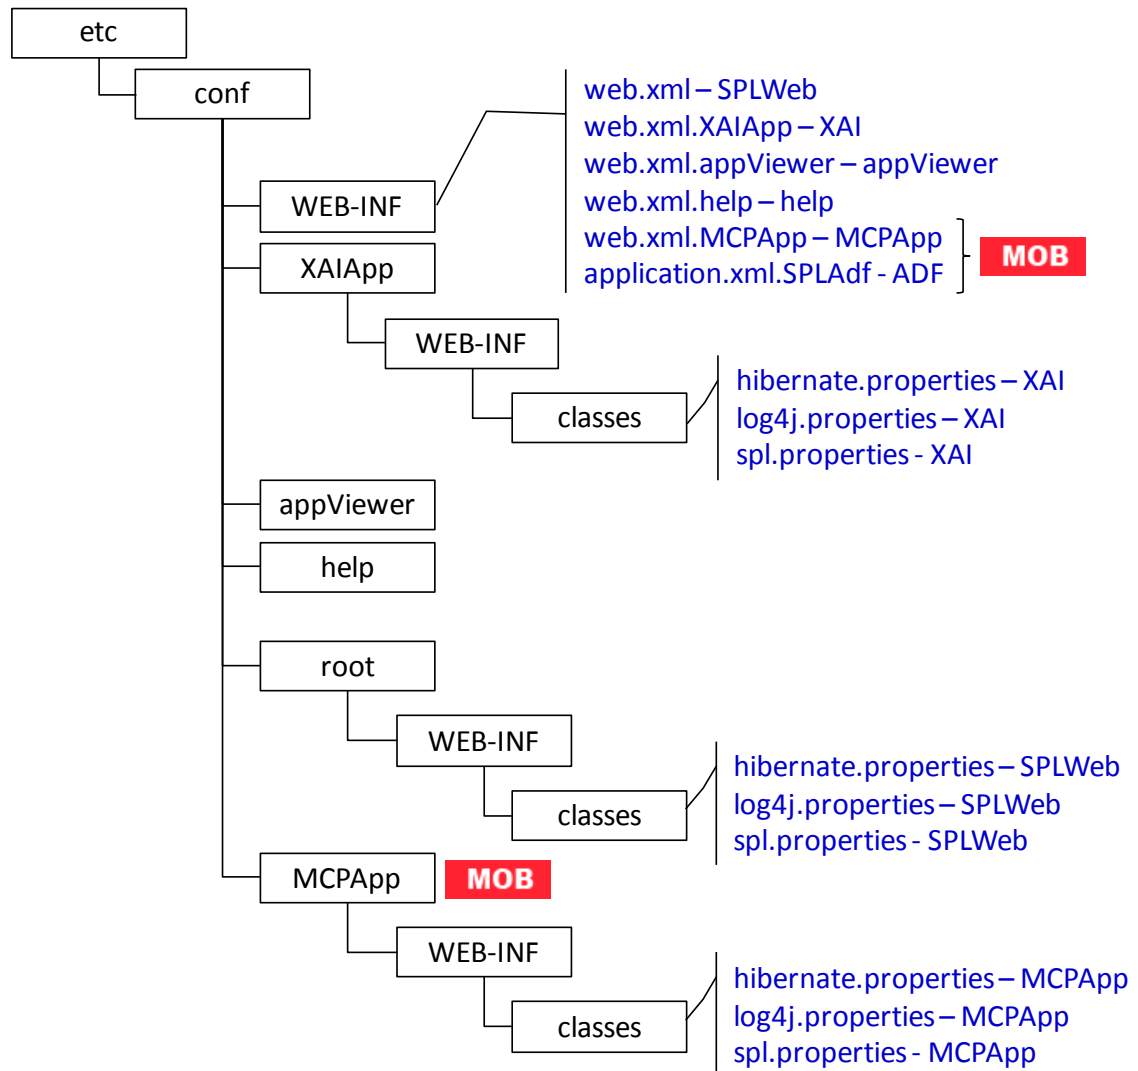 etc
conf
WEB-INF
web.xml – SPLWeb
web.xml.XAIApp – XAI
web.xml.appViewer – appViewer
web.xml.help – help
web.xml.MCPApp – MCPApp
application.xml.SPLAdf - ADF
MOB
XAIApp
WEB-INF
classes
hibernate.properties – XAI
log4j.properties – XAI
spl.properties - XAI
appViewer
help
root
WEB-INF
classes
hibernate.properties – SPLWeb
log4j.properties – SPLWeb
spl.properties - SPLWeb
MCPApp
MOB
WEB-INF
classes
hibernate.properties – MCPApp
log4j.properties – MCPApp
spl.properties - MCPApp